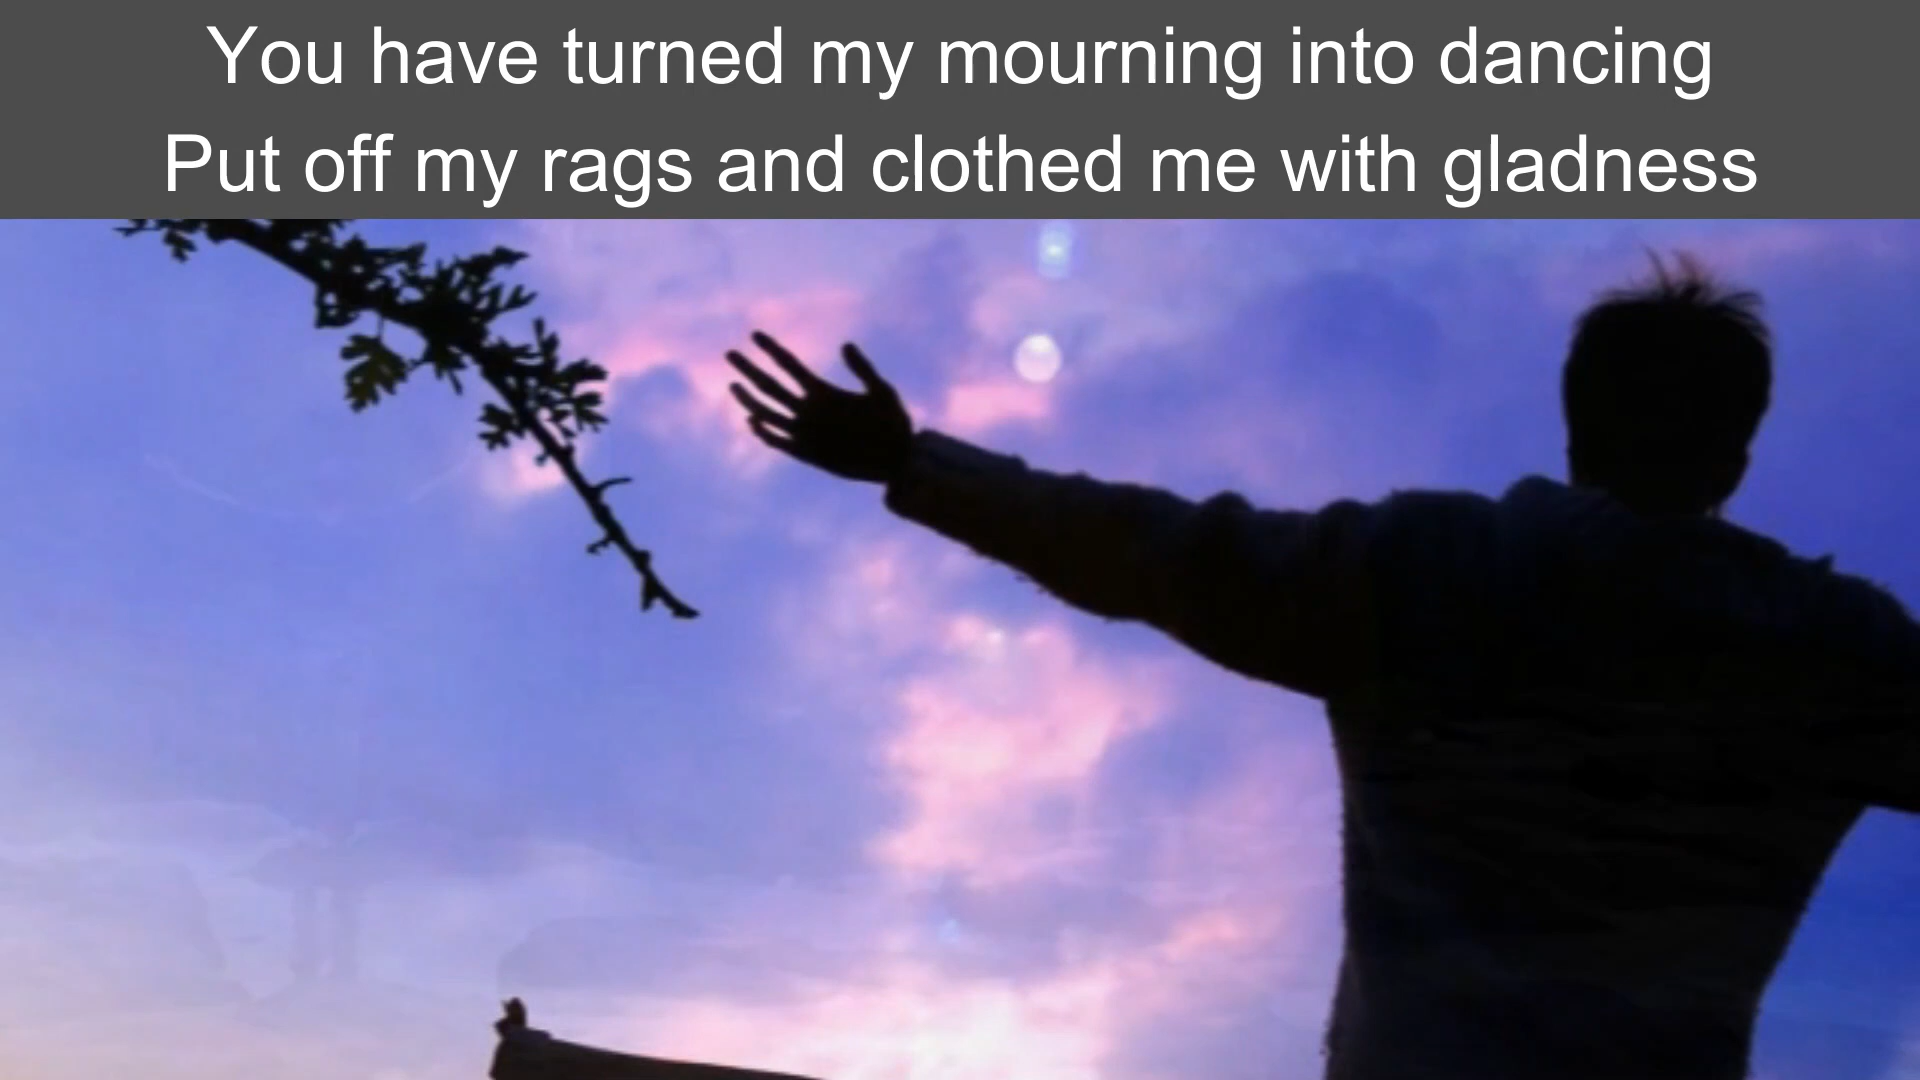 You have turned my mourning into dancing
Put off my rags and clothed me with gladness